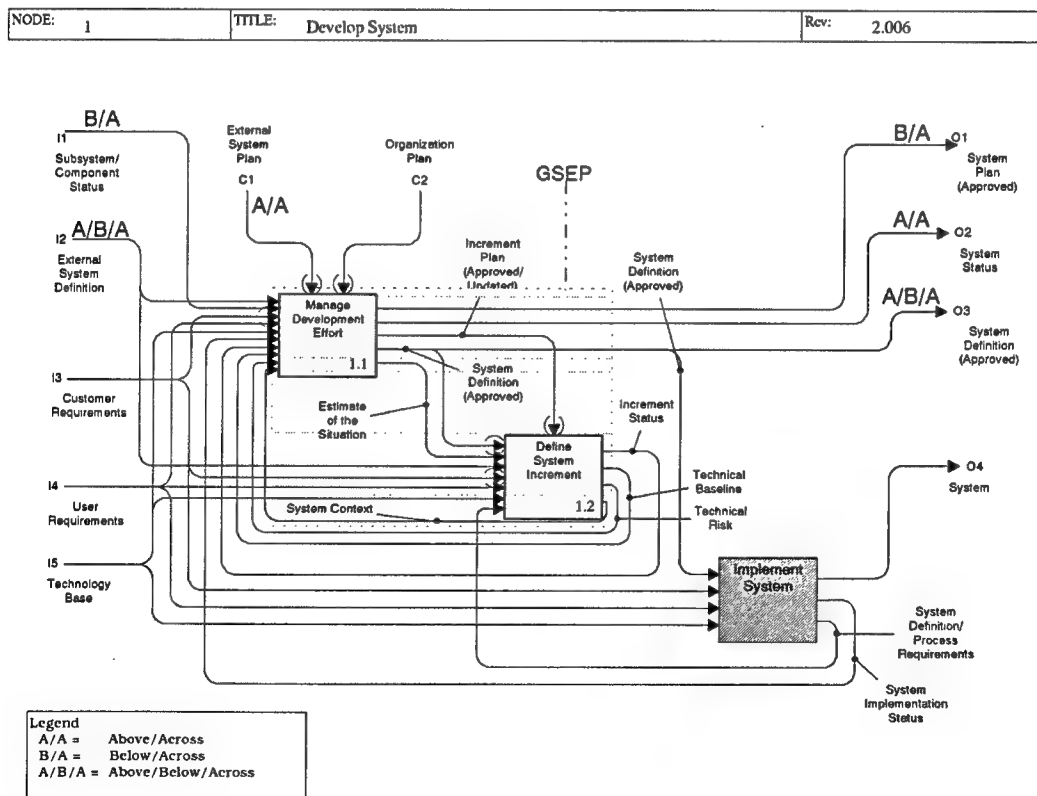 NODE: 1 TITLE: Develop System Rev: 2.006
B/A
I1
Subsystem/
Component
Status
External
System
Plan
C1
A/A
Organization
Plan
C2
GSEP
B/A
O1
System
Plan
(Approved)
A/B/A
I2
External
System
Definition
Increment
Plan
(Approved/
Updated)
System
Definition
(Approved)
A/A
O2
System
Status
A/B/A
O3
System
Definition
(Approved)
Manage
Development
Effort
1.1
System
Definition
(Approved)
I3
Customer
Requirements
Estimate
of the
Situation
Increment
Status
Define
System
Increment
1.2
Technical
Baseline
Technical
Risk
O4
System
I4
User
Requirements
System Context
I5
Technology
Base
Implement
System
System
Definition/
Process
Requirements
System
Implementation
Status
Legend
A/A = Above/Across
B/A = Below/Across
A/B/A = Above/Below/Across